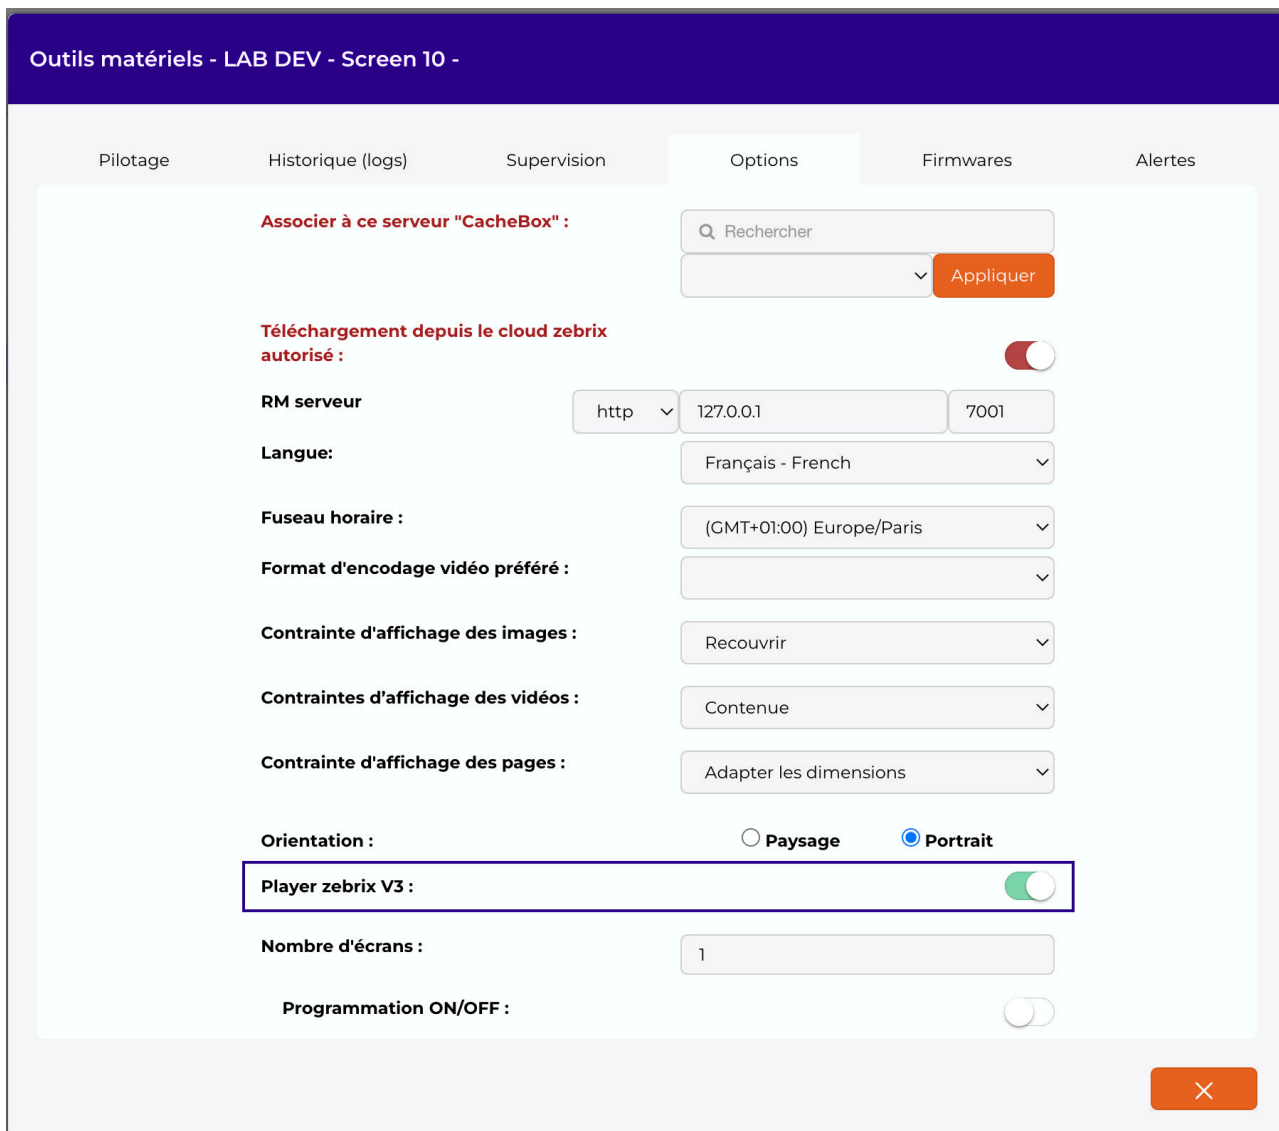 Outils matériels - LAB DEV - Screen 10 -
Pilotage Historique (logs) Supervision Options Firmwares Alertes
Associer à ce serveur "CacheBox" : Rechercher
Appliquer
Téléchargement depuis le cloud zebrix
autorisé :
RM serveur http 127.0.0.1 7001
Langue: Français - French
Fuseau horaire : (GMT+01:00) Europe/Paris
Format d'encodage vidéo préféré :
Contrainte d'affichage des images : Recouvrir
Contraintes d’affichage des vidéos : Contenue
Contrainte d'affichage des pages : Adapter les dimensions
Orientation : Paysage Portrait
Player zebrix V3 :
Nombre d'écrans : 1
Programmation ON/OFF :